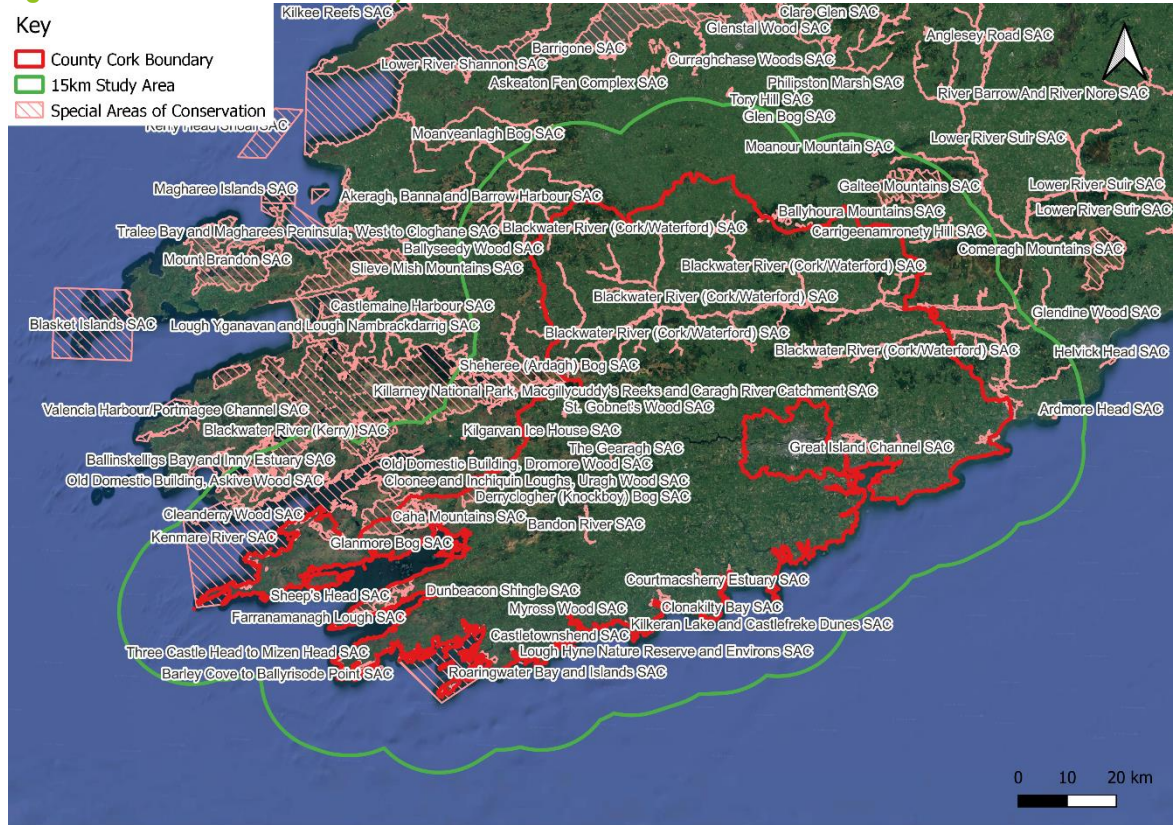 Key
County Cork Boundary
15km Study Area
Special Areas of Conservation
Kilkee Reefs SAC
Clare Glen SAC
Glenstal Wood SAC
Anglesey Road SAC
Barrigone SAC
Lower River Shannon SAC
Curraghchase Woods SAC
Askeaton Fen Complex SAC
Philipston Marsh SAC
River Barrow And River Nore SAC
Tory Hill SAC
Glen Bog SAC
Kerry Head Shoal SAC
Moanveanlagh Bog SAC
Lower River Suir SAC
Moanour Mountain SAC
Magharee Islands SAC
Akeragh, Banna and Barrow Harbour SAC
Galtee Mountains SAC
Lower River Suir SAC
Ballyhoura Mountains SAC
Lower River Suir SAC
Tralee Bay and Magharees Peninsula, West to Cloghane SAC
Blackwater River (Cork/Waterford) SAC
Carrigeenamronety Hill SAC
Ballyseedy Wood SAC
Comeragh Mountains SAC
Mount Brandon SAC
Slieve Mish Mountains SAC
Blackwater River (Cork/Waterford) SAC
Blackwater River (Cork/Waterford) SAC
Castlemaine Harbour SAC
Glendine Wood SAC
Blasket Islands SAC
Lough Yganavan and Lough Nambrackdarrig SAC
Blackwater River (Cork/Waterford) SAC
Blackwater River (Cork/Waterford) SAC
Helvick Head SAC
Sheheree (Ardagh) Bog SAC
Killarney National Park, Macgillycuddy's Reeks and Caragh River Catchment SAC
Valencia Harbour/Portmagee Channel SAC
St. Gobnet's Wood SAC
Ardmore Head SAC
Blackwater River (Kerry) SAC
Kilgarvan Ice House SAC
The Gearagh SAC
Great Island Channel SAC
Ballinskelligs Bay and Inny Estuary SAC
Old Domestic Building, Dromore Wood SAC
Old Domestic Building, Askive Wood SAC
Cloonee and Inchiquin Loughs, Uragh Wood SAC
Derryclogher (Knockboy) Bog SAC
Cleanderry Wood SAC
Caha Mountains SAC
Bandon River SAC
Kenmare River SAC
Glanmore Bog SAC
Courtmacsherry Estuary SAC
Sheep's Head SAC
Dunbeacon Shingle SAC
Farranamanagh Lough SAC
Myross Wood SAC
Clonakilty Bay SAC
Kilkeran Lake and Castlefreke Dunes SAC
Castletownshend SAC
Three Castle Head to Mizen Head SAC
Lough Hyne Nature Reserve and Environs SAC
Barley Cove to Ballyrisode Point SAC
Roaringwater Bay and Islands SAC
0 10 20 km